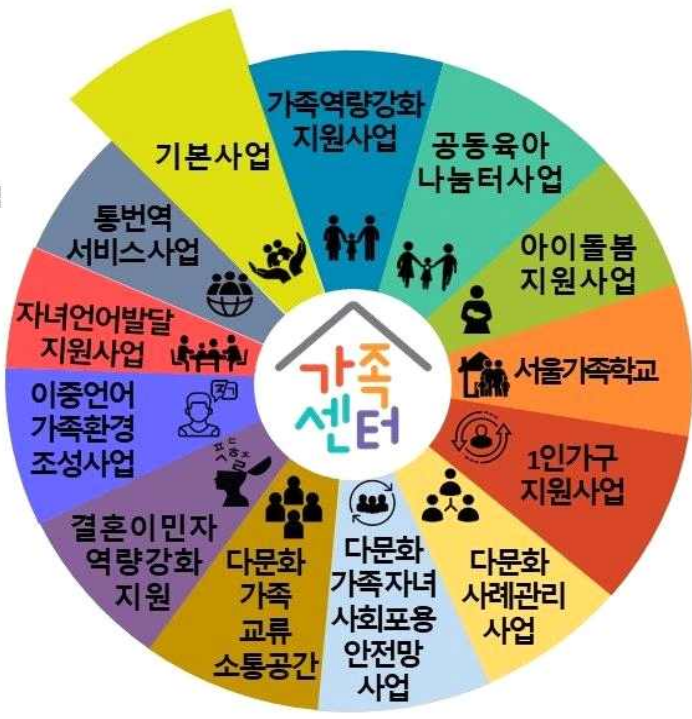 기본사업
가족역량강화
지원사업
공동육아
나눔터사업
아이돌봄
지원사업
서울가족학교
1인가구
지원사업
다문화
사례관리
사업
다문화
가족자녀
사회포용
안전망
사업
다문화
가족
교류
소통공간
결혼이민자
역량강화
지원
이중언어
가족환경
조성사업
자녀언어발달
지원사업
통번역
서비스사업
가족
센터